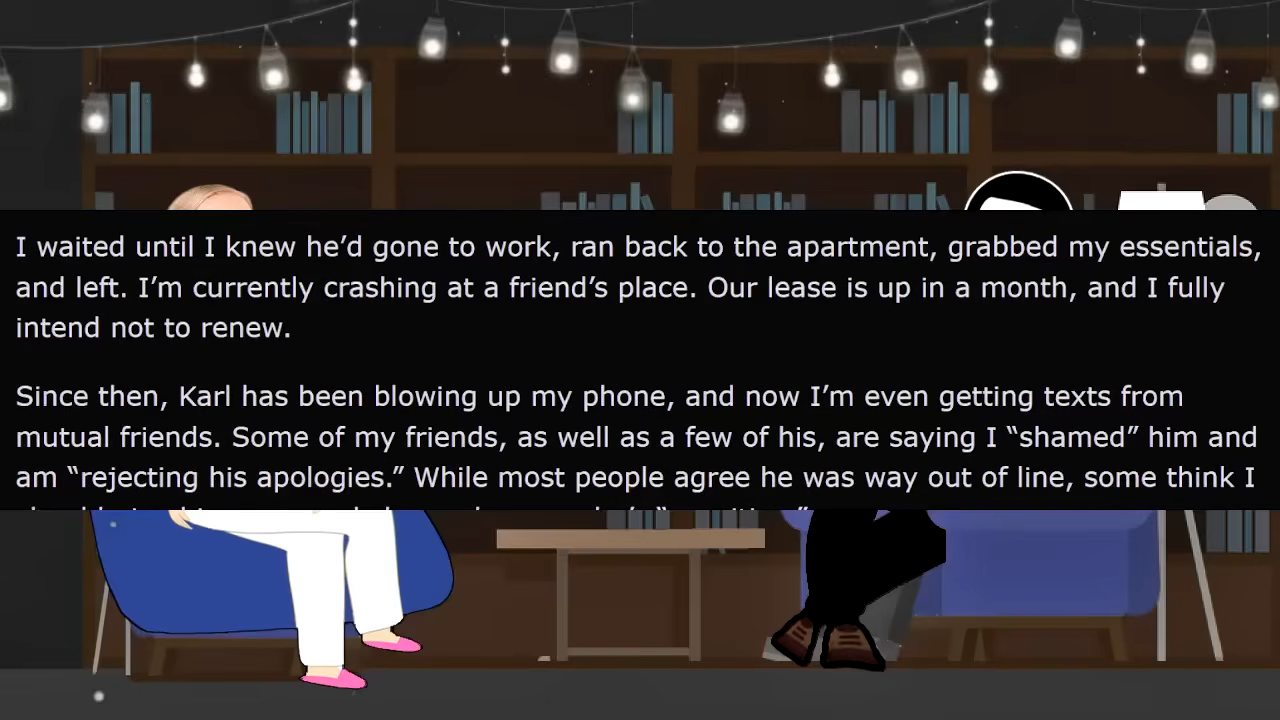 I waited until I knew he’d gone to work, ran back to the apartment, grabbed my essentials,
and left. I’m currently crashing at a friend’s place. Our lease is up in a month, and I fully
intend not to renew.
Since then, Karl has been blowing up my phone, and now I’m even getting texts from
mutual friends. Some of my friends, as well as a few of his, are saying I “shamed” him and
am “rejecting his apologies.” While most people agree he was way out of line, some think I